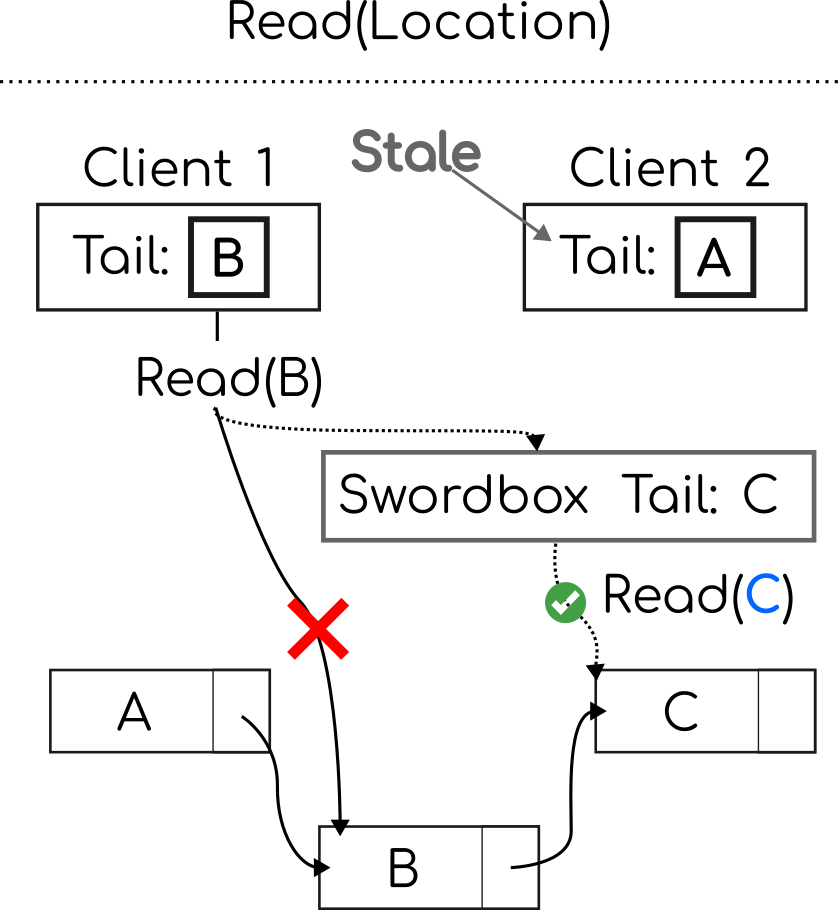 Read(Location)
Stale
Client 1
Client 2
Tail: B
Tail: A
Read(B)
Swordbox Tail: C
Read(C)
A
C
B